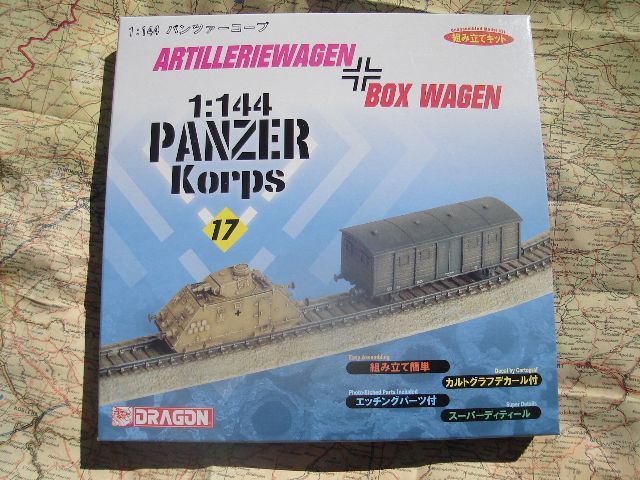 1:144 パンツァーコープ
Unassembled Model Kit
組み立てキット
ARTILLERIEWAGEN
BOX WAGEN
1:144
PANZER
Korps
17
Easy Assembling
組み立て簡単
Decal by Cartograf
カルトグラフデカール付
Photo-Etched Parts Included
エッチングパーツ付
Super Details
スーパーディティール
DRAGON